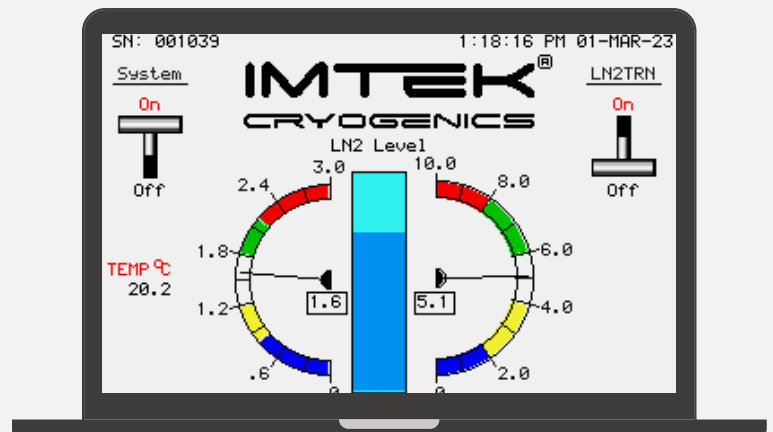 SN: 001039
1:18:16 PM 01-MAR-23
System
IMTEK®
LN2TRN
On
On
CRYOGENICS
LN2 Level
Off
Off
3.0
10.0
2.4
8.0
1.8
6.0
TEMP ºC
20.2
1.6
5.1
1.2
4.0
.6
2.0
0
0